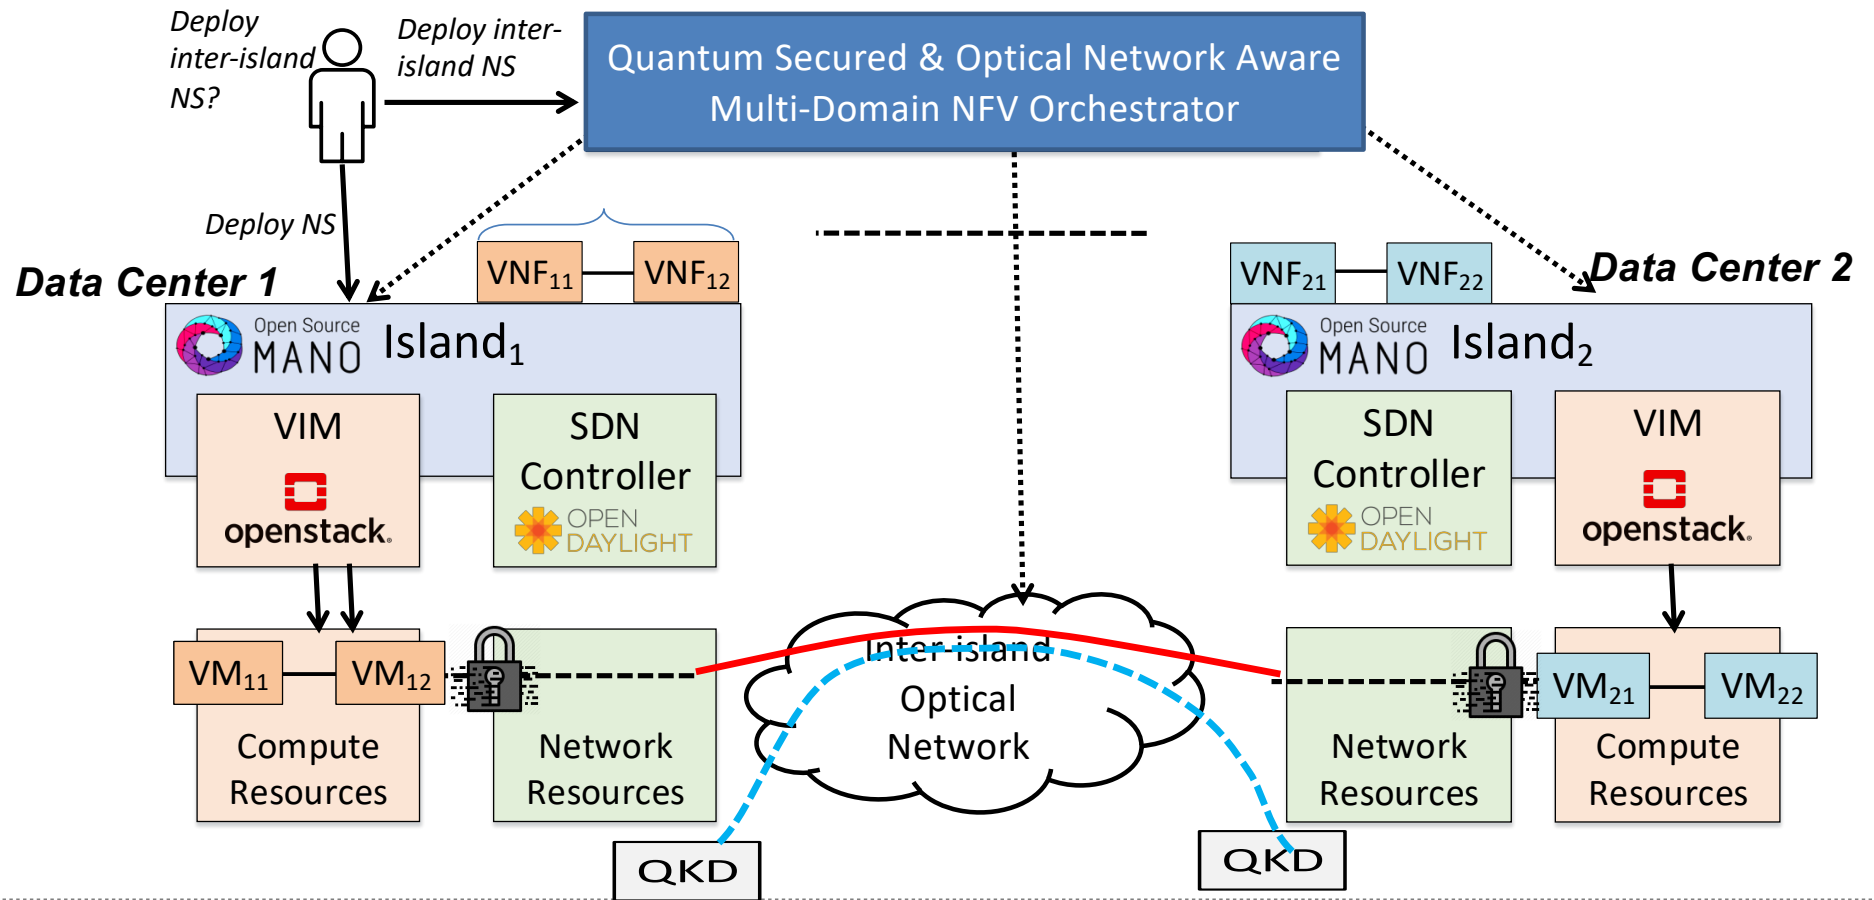 Deploy
inter-island
NS?
Deploy inter-
island NS
Quantum Secured & Optical Network Aware
Multi-Domain NFV Orchestrator
Deploy NS
Data Center 1
VNF11
VNF12
VNF21
VNF22
Data Center 2
Open Source
MANO
Island1
Open Source
MANO
Island2
VIM
openstack.
SDN
Controller
OPEN
DAYLIGHT
SDN
Controller
OPEN
DAYLIGHT
VIM
openstack.
VM11
VM12
Compute
Resources
Network
Resources
Inter-island
Optical
Network
Network
Resources
VM21
VM22
Compute
Resources
QKD
QKD